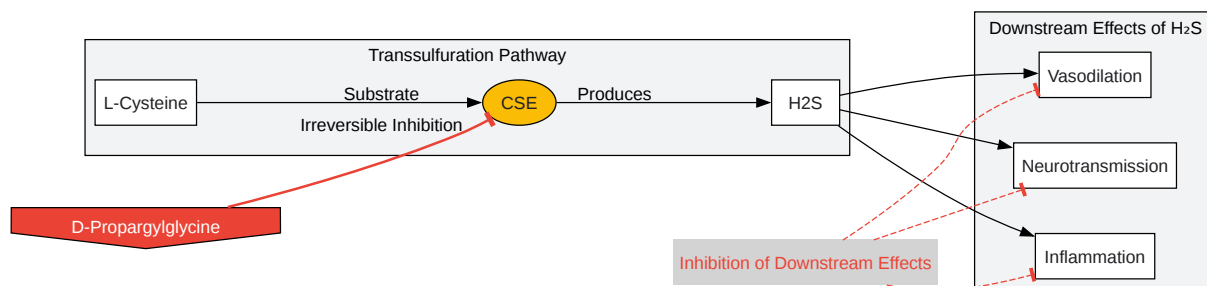 Downstream Effects of H₂S
Transsulfuration Pathway
Vasodilation
L-Cysteine
Substrate
CSE
Produces
H2S
Irreversible Inhibition
Neurotransmission
D-Propargylglycine
Inhibition of Downstream Effects
Inflammation